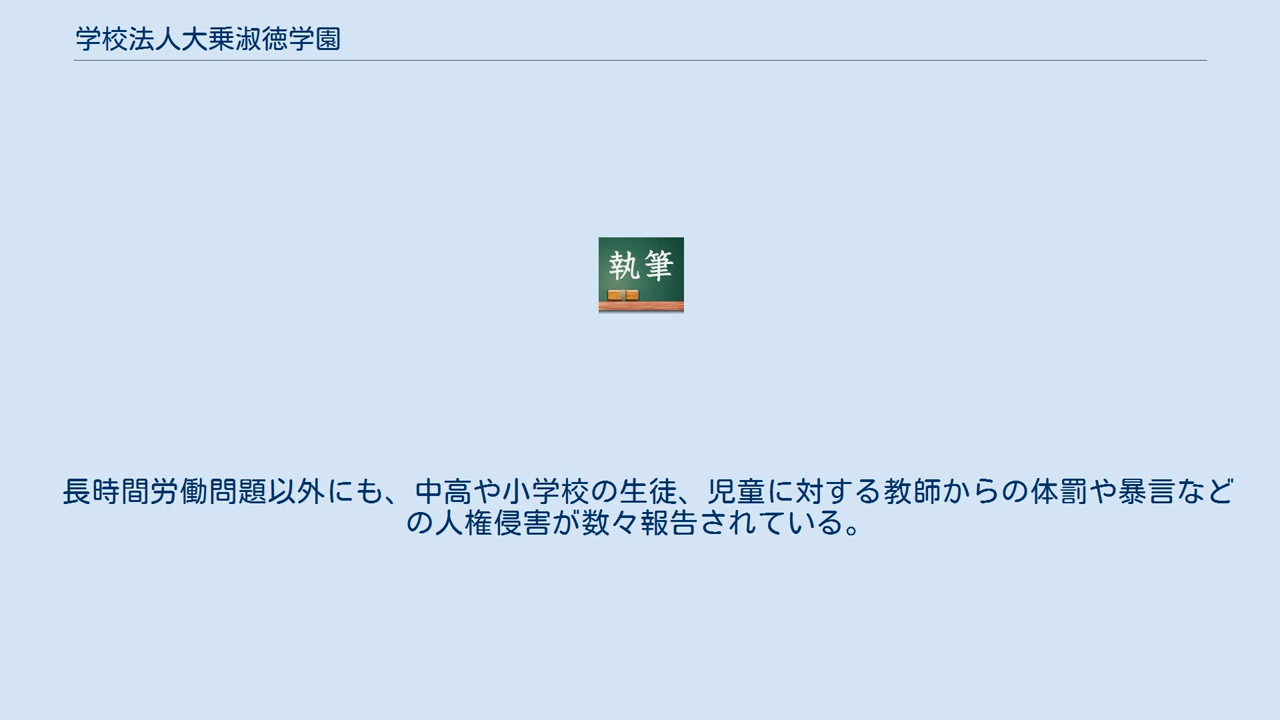 学校法人大乗淑徳学園
執筆
長時間労働問題以外にも、中高や小学校の生徒、児童に対する教師からの体罰や暴言など
の人権侵害が数々報告されている。